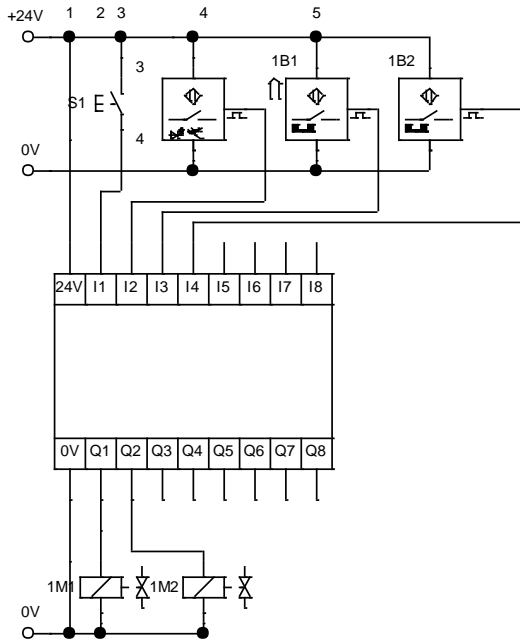 +24V 1 2 3 4 5
3 1B1 1B2
S1
4
0V
24V I1 I2 I3 I4 I5 I6 I7 I8
0V Q1 Q2 Q3 Q4 Q5 Q6 Q7 Q8
1M1 1M2
0V